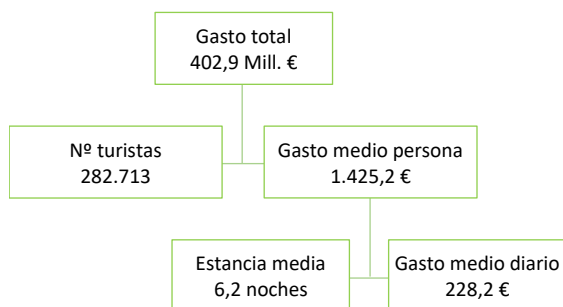 Gasto total
402,9 Mill. €
Nº turistas
282.713
Gasto medio persona
1.425,2 €
Estancia media
6,2 noches
Gasto medio diario
228,2 €